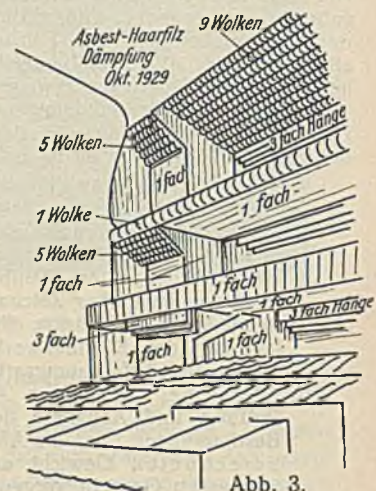 Asbest-Haarfilz
Dämpfung
Okt. 1929
9 Wolken
5 Wolken
1 fach
3 fach Hänge
1 Wolke
1 fach
5 Wolken
1 fach
1 fach
1 fach
3 fach Hänge
3 fach
1 fach
1 fach
Abb. 3.